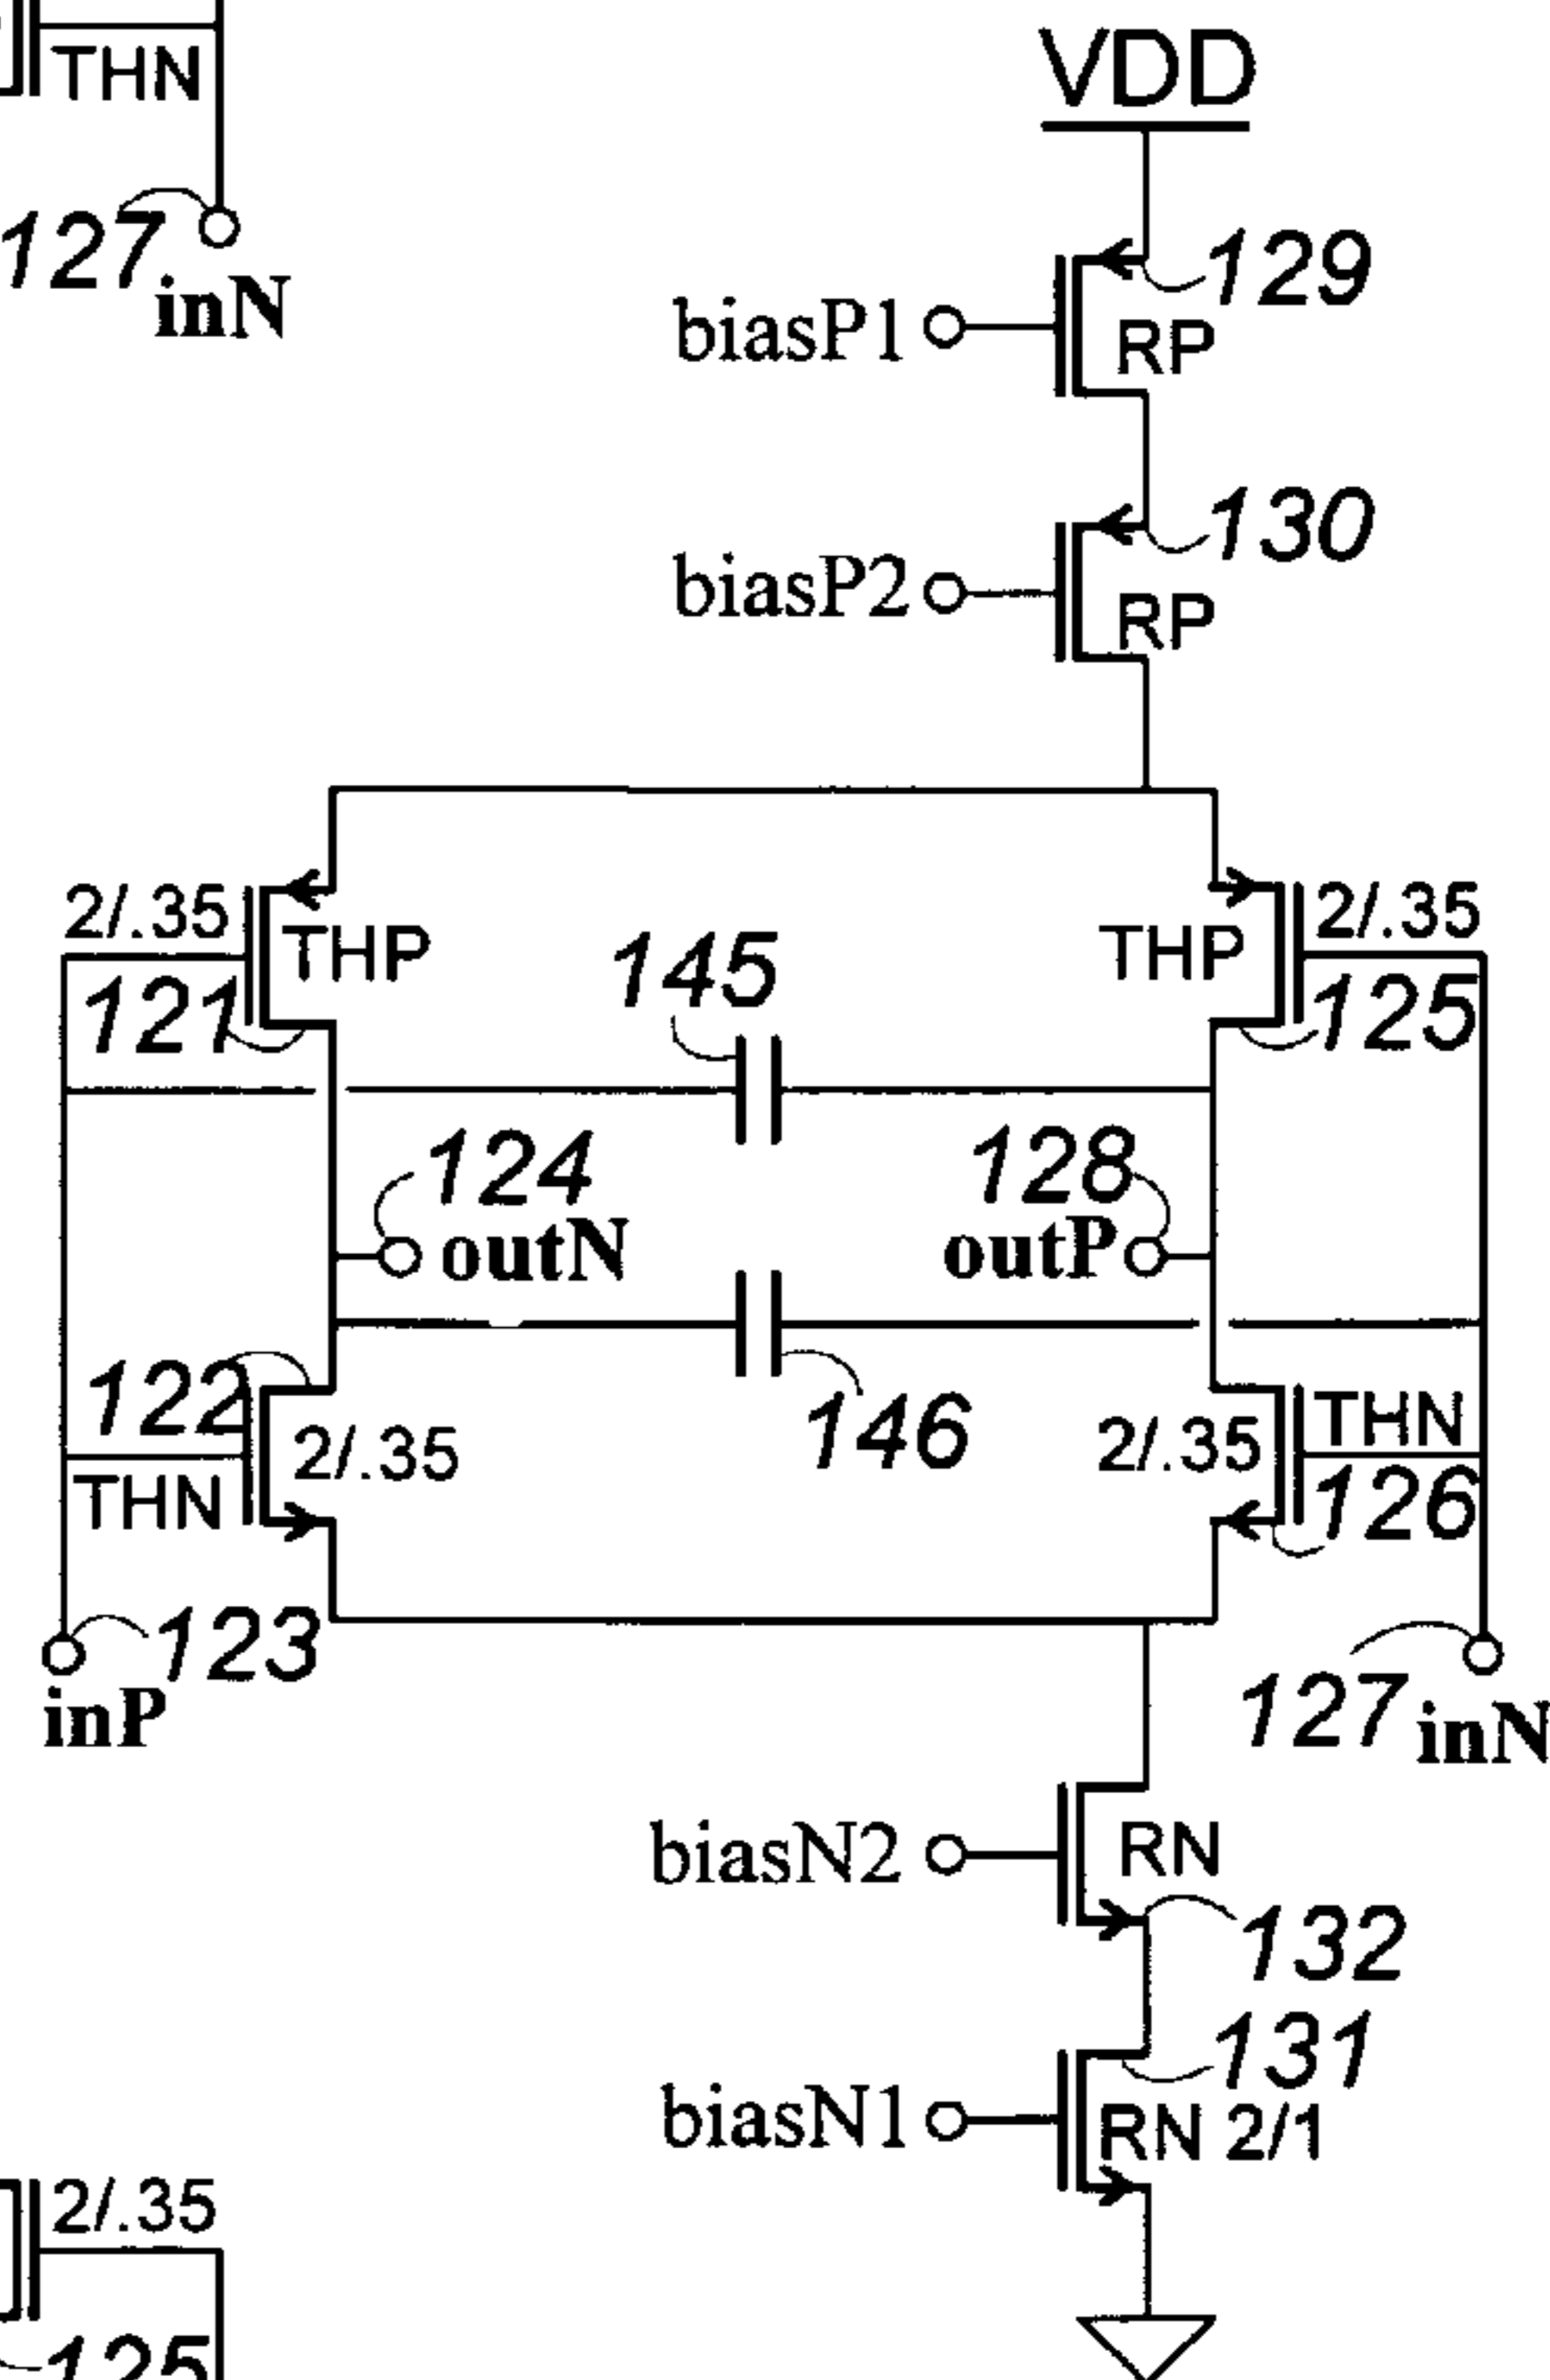 THN
VDD
127
inN
129
biasP1
RP
130
biasP2
RP
2/.35
THP
THP
2/.35
121
145
125
124
128
outN
outP
122
2/.35
146
2/.35
THN
THN
126
123
inP
127
inN
biasN2
RN
132
131
biasN1
RN 2/1
2/.35
125